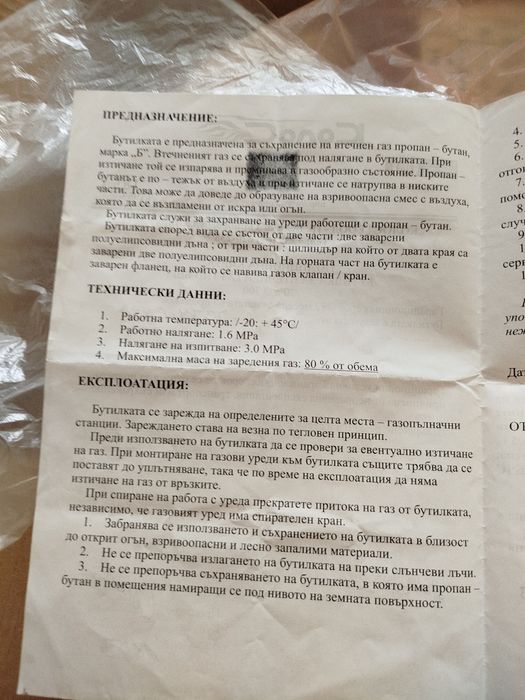 ПРЕДНАЗНАЧЕНИЕ:
Бутилката е предназначена за съхранение на втечнен газ пропан – бутан,
марка „Б". Втечненият газ се съхранява под налягане в бутилката. При
изтичане той се изпарява и преминава в газообразно състояние. Пропан –
бутанът е по – тежък от въздуха и при изтичане се натрупва в ниските
части. Това може да доведе до образуване на взривоопасна смес с въздуха,
която да се възпламени от искра или огън.
Бутилката служи за захранване на уреди работещи с пропан – бутан.
Бутилката според вида се състои от две части :две заварени
полуелипсовидни дъна ; от три части : цилиндър на който от двата края са
заварени две полуелипсовидни дъна. На горната част на бутилката е
заварен фланец, на който се навива газов клапан / кран.
ТЕХНИЧЕСКИ ДАННИ:
1. Работна температура: /-20: + 45°C/
2. Работно налягане: 1.6 MPa
3. Налягане на изпитване: 3.0 MPa
4. Максимална маса на заредения газ: 80 % от обема
ЕКСПЛОАТАЦИЯ:
Бутилката се зарежда на определените за целта места – газопълначни
станции. Зареждането става на везна по тегловен принцип.
Преди използването на бутилката да се провери за евентуално изтичане
на газ. При монтиране на газови уреди към бутилката същите трябва да се
поставят до уплътняване, така че по време на експлоатация да няма
изтичане на газ от връзките.
При спиране на работа с уреда прекратете притока на газ от бутилката,
независимо, че газовият уред има спирателен кран.
1. Забранява се използването и съхранението на бутилката в близост
до открит огън, взривоопасни и лесно запалими материали.
2. Не се препоръчва излагането на бутилката на преки слънчеви лъчи.
3. Не се препоръчва съхраняването на бутилката, в която има пропан –
бутан в помещения намиращи се под нивото на земната повърхност.
4.
5.
6.
7.
8.
9